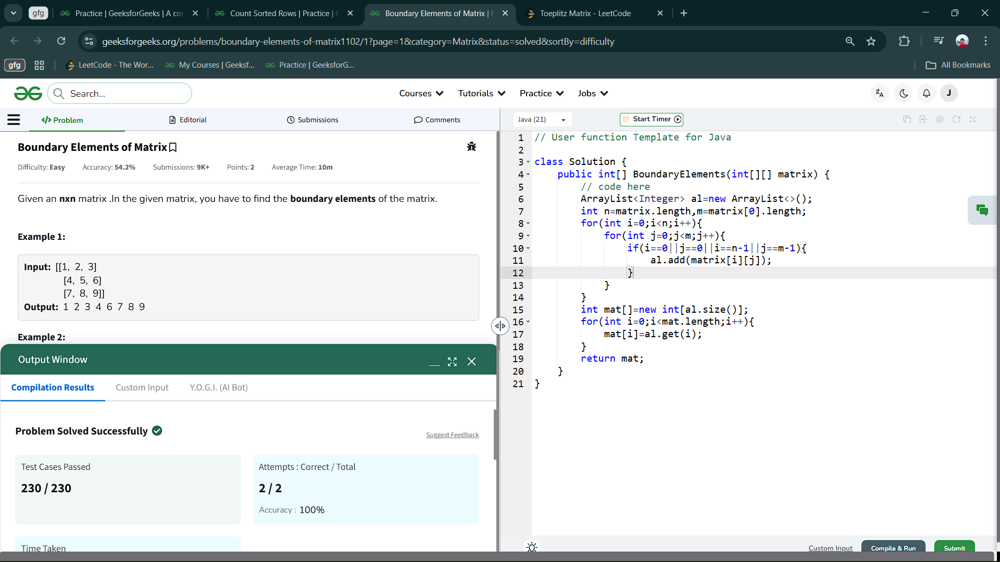 gfg
Practice | GeeksforGeeks | A co
Count Sorted Rows | Practice |
Boundary Elements of Matrix |
Toeplitz Matrix - LeetCode
geeksforgeeks.org/problems/boundary-elements-of-matrix1102/1?page=1&category=Matrix&status=solved&sortBy=difficulty
gfg
LeetCode - The Wor...
My Courses | Geeksf...
Practice | GeeksforG...
All Bookmarks
Search...
Courses
Tutorials
Practice
Jobs
J
</> Problem
Editorial
Submissions
Comments
Java (21)
Start Timer
Boundary Elements of Matrix
Difficulty: Easy
Accuracy: 54.2%
Submissions: 9K+
Points: 2
Average Time: 10m
Given an nxn matrix .In the given matrix, you have to find the boundary elements of the matrix.
Example 1:
Input: [[1, 2, 3]
[4, 5, 6]
[7, 8, 9]]
Output: 1 2 3 4 6 7 8 9
Example 2:
Output Window
Compilation Results
Custom Input
Y.O.G.I. (AI Bot)
Problem Solved Successfully
Suggest Feedback
Test Cases Passed
230 / 230
Attempts : Correct / Total
2 / 2
Accuracy : 100%
Time Taken
1 // User function Template for Java
2
3 class Solution {
4 public int[] BoundaryElements(int[][] matrix) {
5 // code here
6 ArrayList<Integer> al=new ArrayList<>();
7 int n=matrix.length,m=matrix[0].length;
8 for(int i=0;i<n;i++){
9 for(int j=0;j<m;j++){
10 if(i==0||j==0||i==n-1||j==m-1){
11 al.add(matrix[i][j]);
12 }
13 }
14 }
15 int mat[]=new int[al.size()];
16 for(int i=0;i<mat.length;i++){
17 mat[i]=al.get(i);
18 }
19 return mat;
20 }
21 }
Custom Input
Compile & Run
Submit